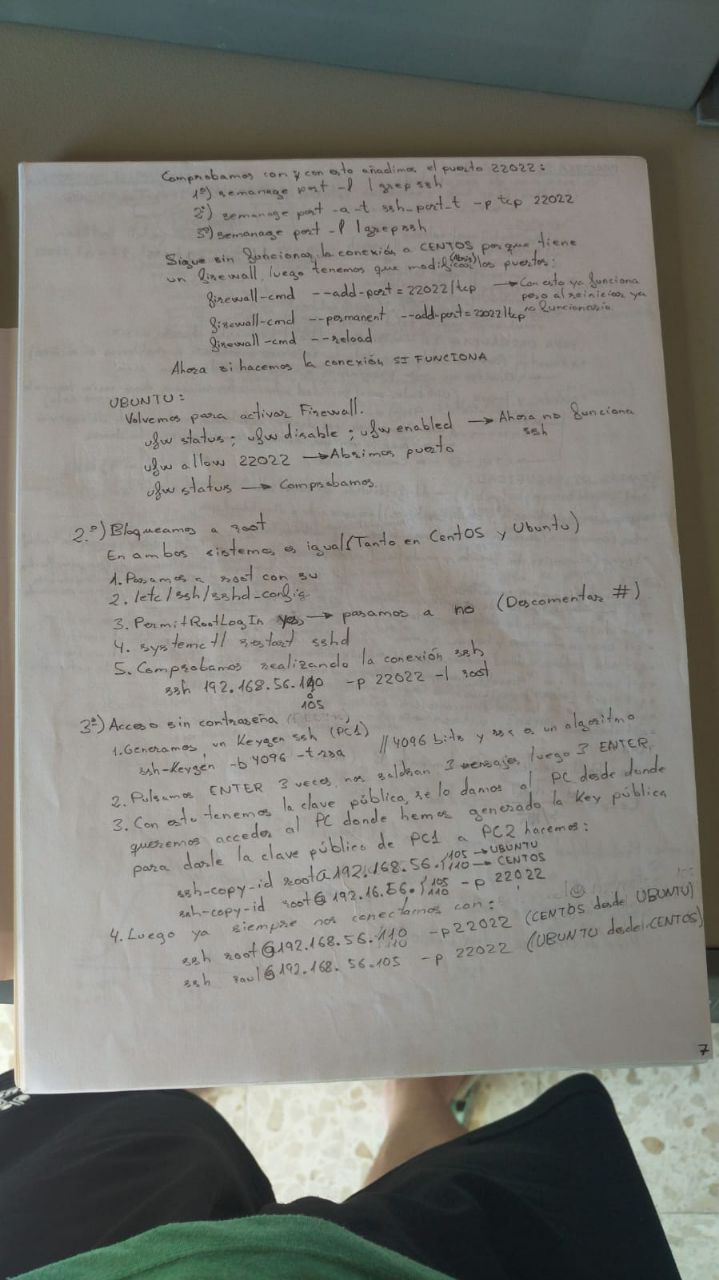 Comprobamos con y con esto añadimos el puerto 22022:
1º) semanage port -l | grep ssh
2º) semanage port -a -t ssh_port_t -p tcp 22022
3º) semanage port -l | grep ssh
Sigue sin funcionar la conexión a CENTOS porque tiene
un firewall, luego tenemos que modificar (Abrir) los puertos:
firewall-cmd --add-port=22022/tcp → Con esto ya funciona
pero al reiniciar ya
firewall-cmd --permanent --add-port=22022/tcp no funcionaría.
firewall-cmd --reload
Ahora si hacemos la conexión SI FUNCIONA
UBUNTU:
Volvemos para activar Firewall.
ufw status ; ufw disable ; ufw enabled → Ahora no funciona
ssh
ufw allow 22022 → Abrimos puerto
ufw status → Comprobamos
2.º) Bloqueamos a root
En ambos sistemas es igual (Tanto en CentOS y Ubuntu)
1. Pasamos a root con su
2. /etc/ssh/sshd_config
3. PermitRootLogIn yes → pasamos a no (Descomentar #)
4. systemctl restart sshd
5. Comprobamos realizando la conexión ssh
ssh 192.168.56.110 -p 22022 -l root
ó
105
3º) Acceso sin contraseña
1. Generamos un Keygen ssh (PC1)
ssh-Keygen -b 4096 -t rsa // 4096 bits y rsa es un algoritmo
2. Pulsamos ENTER 3 veces, nos saldran 3 mensajes, luego 3 ENTER.
3. Con esto tenemos la clave pública, se lo damos al PC desde donde
queremos acceder al PC donde hemos generado la Key pública
para darle la clave público de PC1 a PC2 hacemos:
ssh-copy-id root@192.168.56.{105 → UBUNTU
110 → CENTOS
ssh-copy-id root@192.16.56.{105 -p 22022
110
4. Luego ya siempre nos conectamos con:
ssh root@192.168.56.110 -p 22022 (CENTOS desde UBUNTU)
110
ssh raul@192.168.56.105 -p 22022 (UBUNTU desde CENTOS)
7